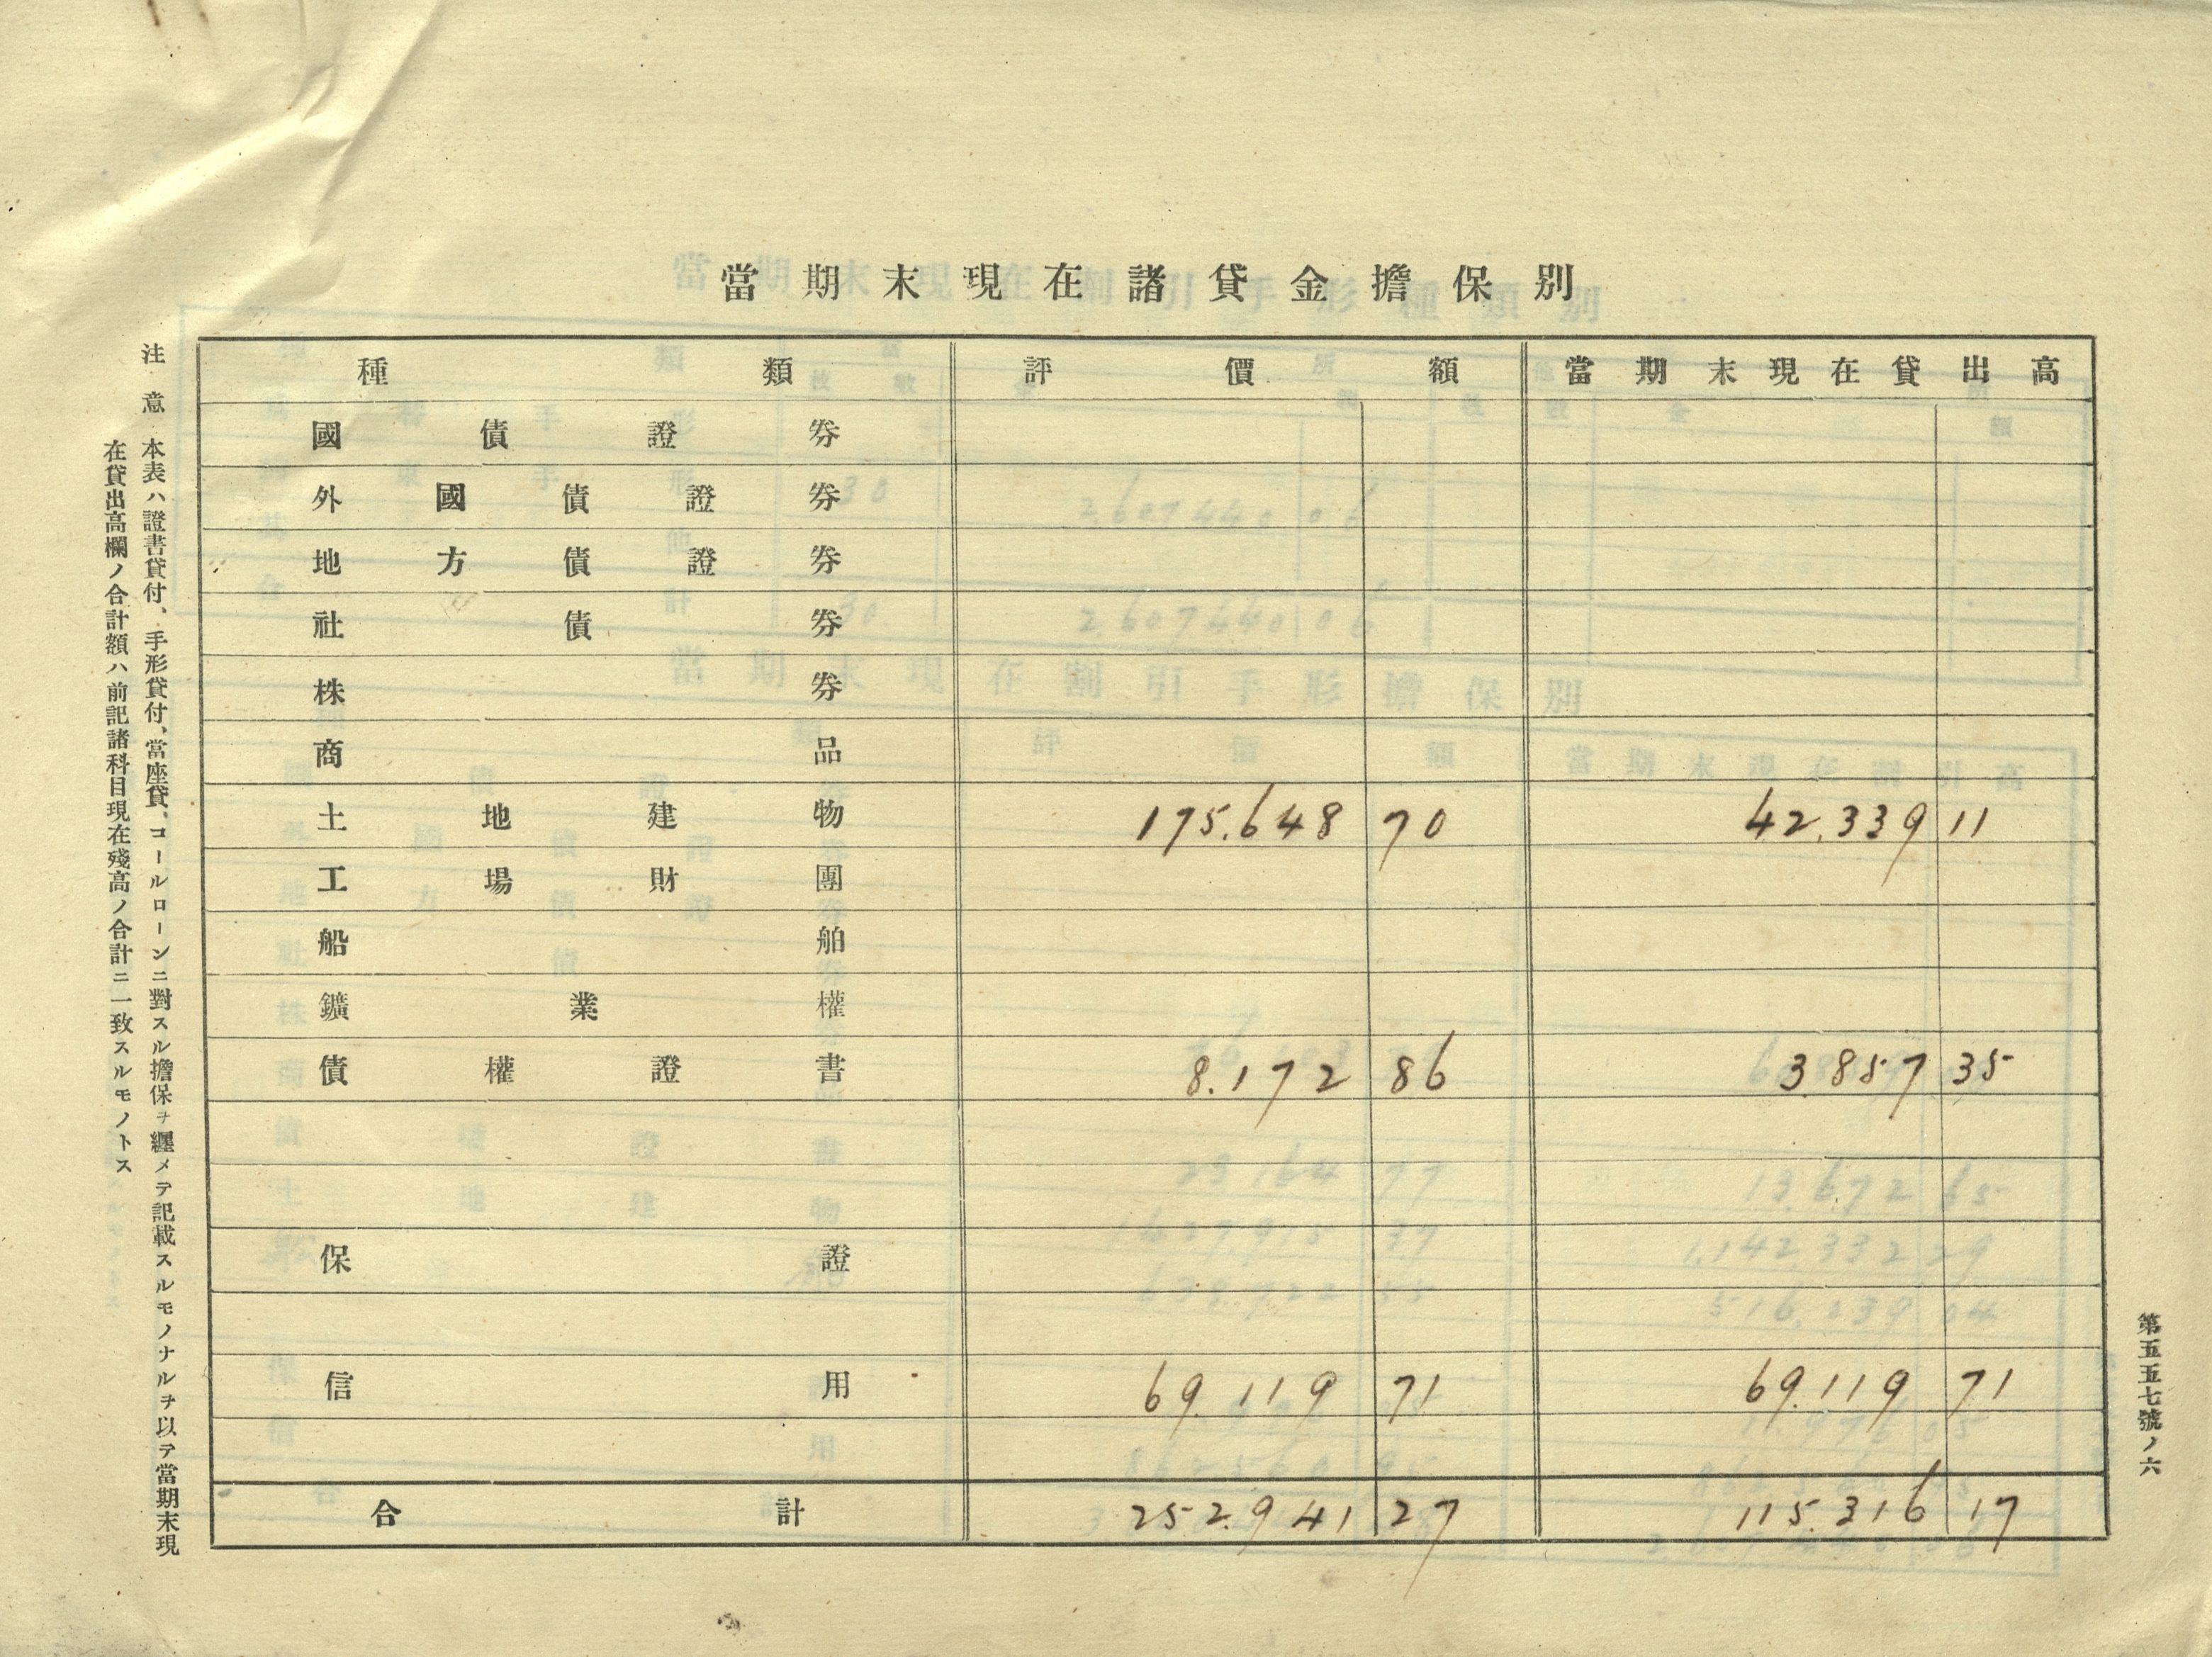 當期末現在諸貸金擔保別
種類 評價額 當期末現在貸出高
國債證券
外國債證券
地方債證券
社債券
株券
商品
土地建物 175.648 70 42.339 11
工場財團
船舶
鑛業權
債權證書 8.172 86 3857 35
保證
信用 69.119 71 69.119 71
合計 252.941 27 115.316 17
第五五七號ノ六
注意 本表ハ證書貸付、手形貸付、當座貸、コールローンニ對スル擔保ヲ纒メテ記載スルモノナルヲ以テ當期末現
在貸出高欄ノ合計額ハ前記諸科目現在殘高ノ合計ニ一致スルモノトス